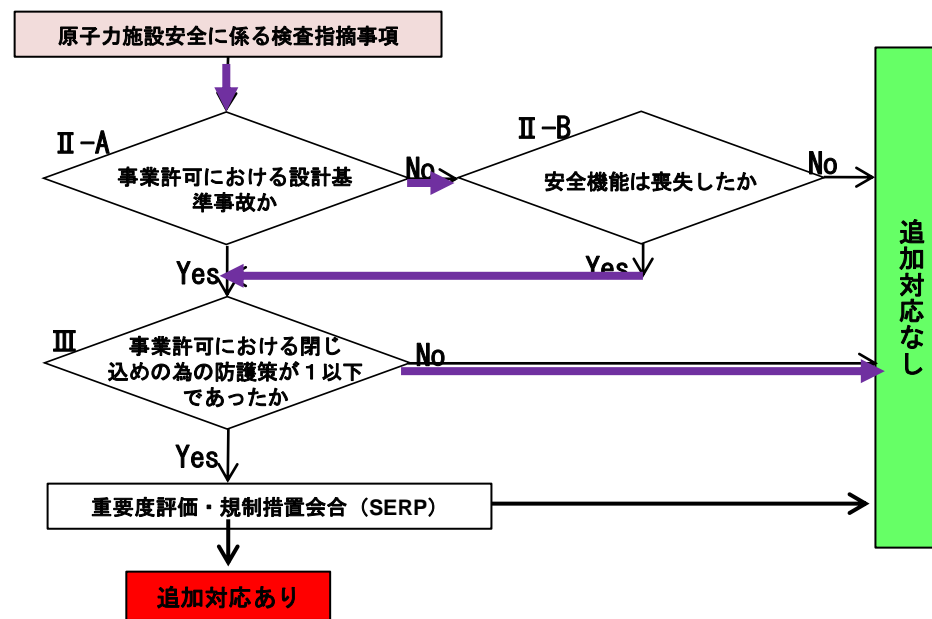 原子力施設安全に係る検査指摘事項
Ⅱ-A
事業許可における設計基
準事故か
No
Ⅱ-B
安全機能は喪失したか
No
Yes
Yes
Ⅲ
事業許可における閉じ
込めの為の防護策が１以下
であったか
No
Yes
重要度評価・規制措置会合（SERP）
追加対応あり
追加対応なし